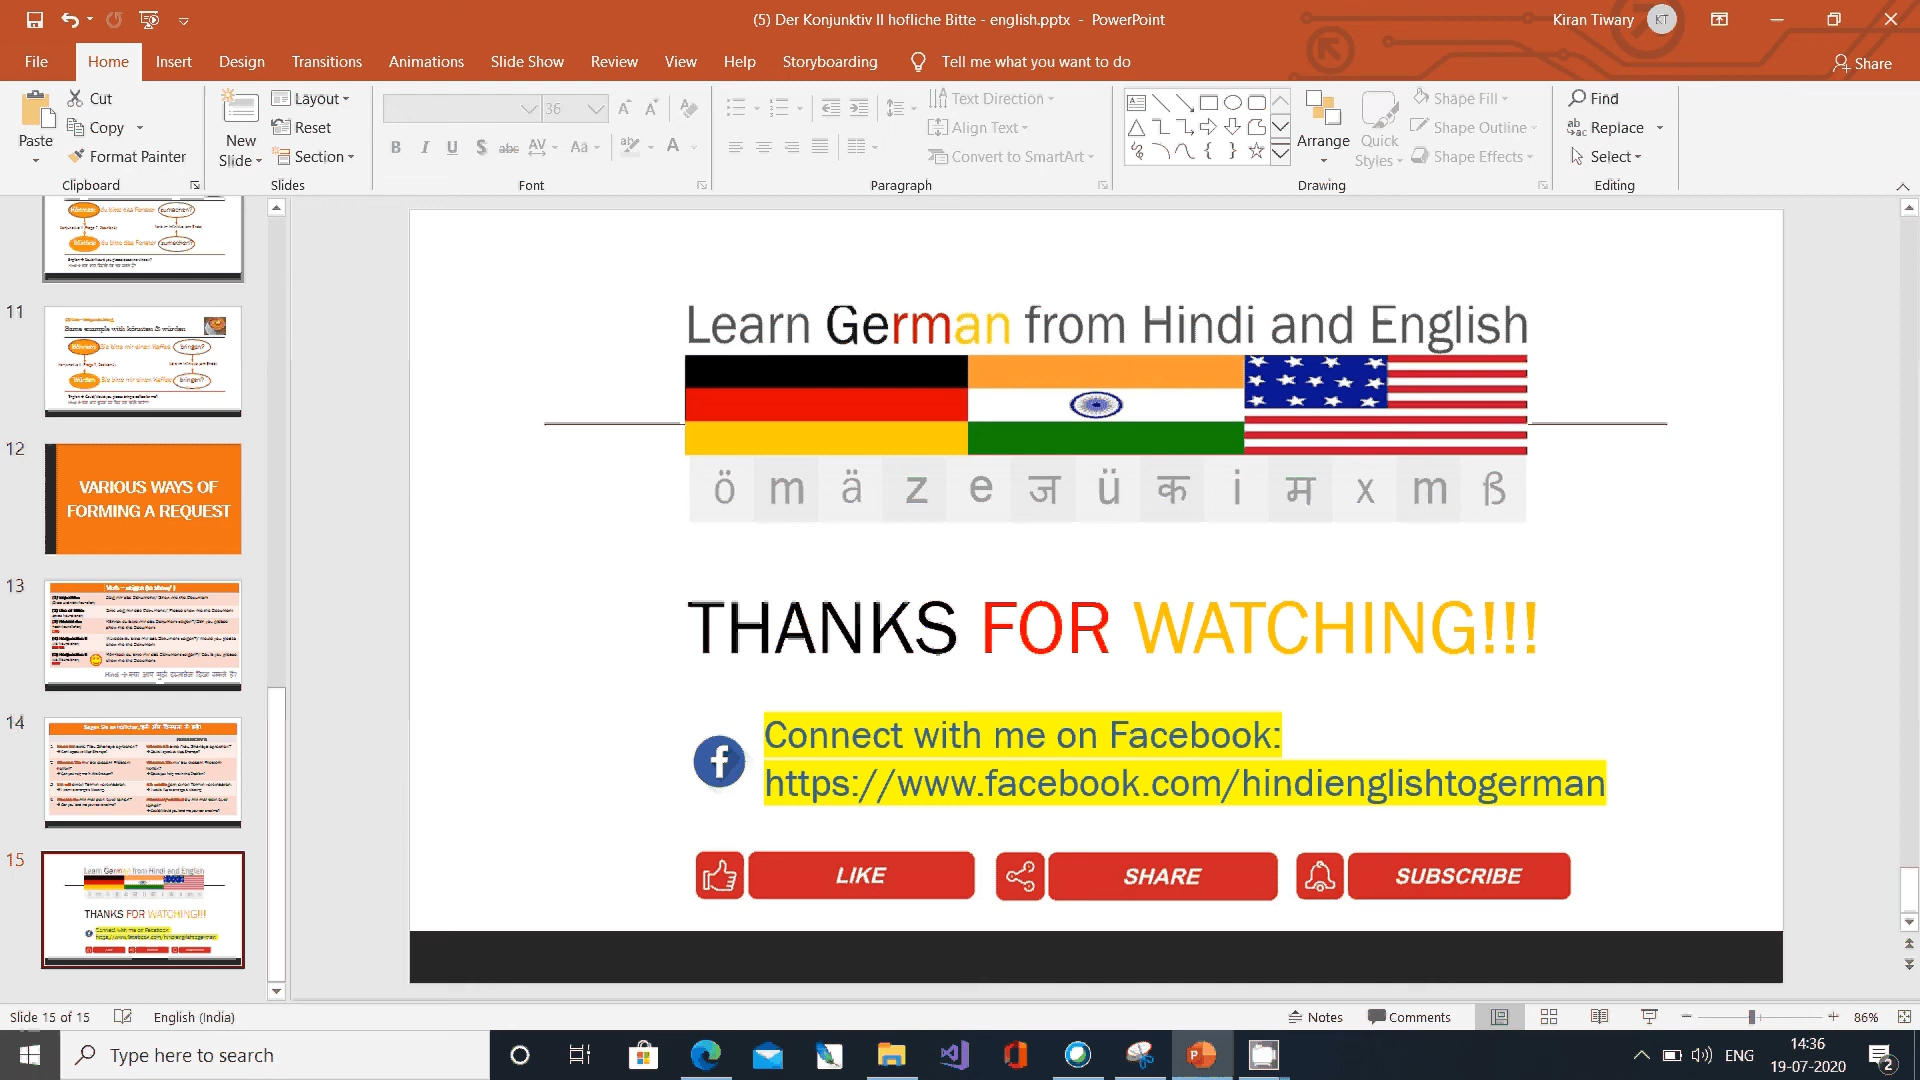 (5) Der Konjunktiv II hofliche Bitte - english.pptx - PowerPoint
Kiran Tiwary
KT
File
Home
Insert
Design
Transitions
Animations
Slide Show
Review
View
Help
Storyboarding
Tell me what you want to do
Share
Paste
Cut
Copy
Format Painter
Clipboard
New Slide
Layout
Reset
Section
Slides
36
Font
Text Direction
Align Text
Convert to SmartArt
Paragraph
Arrange
Quick Styles
Shape Fill
Shape Outline
Shape Effects
Drawing
Find
Replace
Select
Editing
11
12
VARIOUS WAYS OF
FORMING A REQUEST
13
14
15
Learn German from Hindi and English
ö m ä z e ज ü क i म x m ß
THANKS FOR WATCHING!!!
Connect with me on Facebook:
https://www.facebook.com/hindienglishtogerman
LIKE
SHARE
SUBSCRIBE
Slide 15 of 15
English (India)
Notes
Comments
86%
Type here to search
ENG
14:36
19-07-2020
2